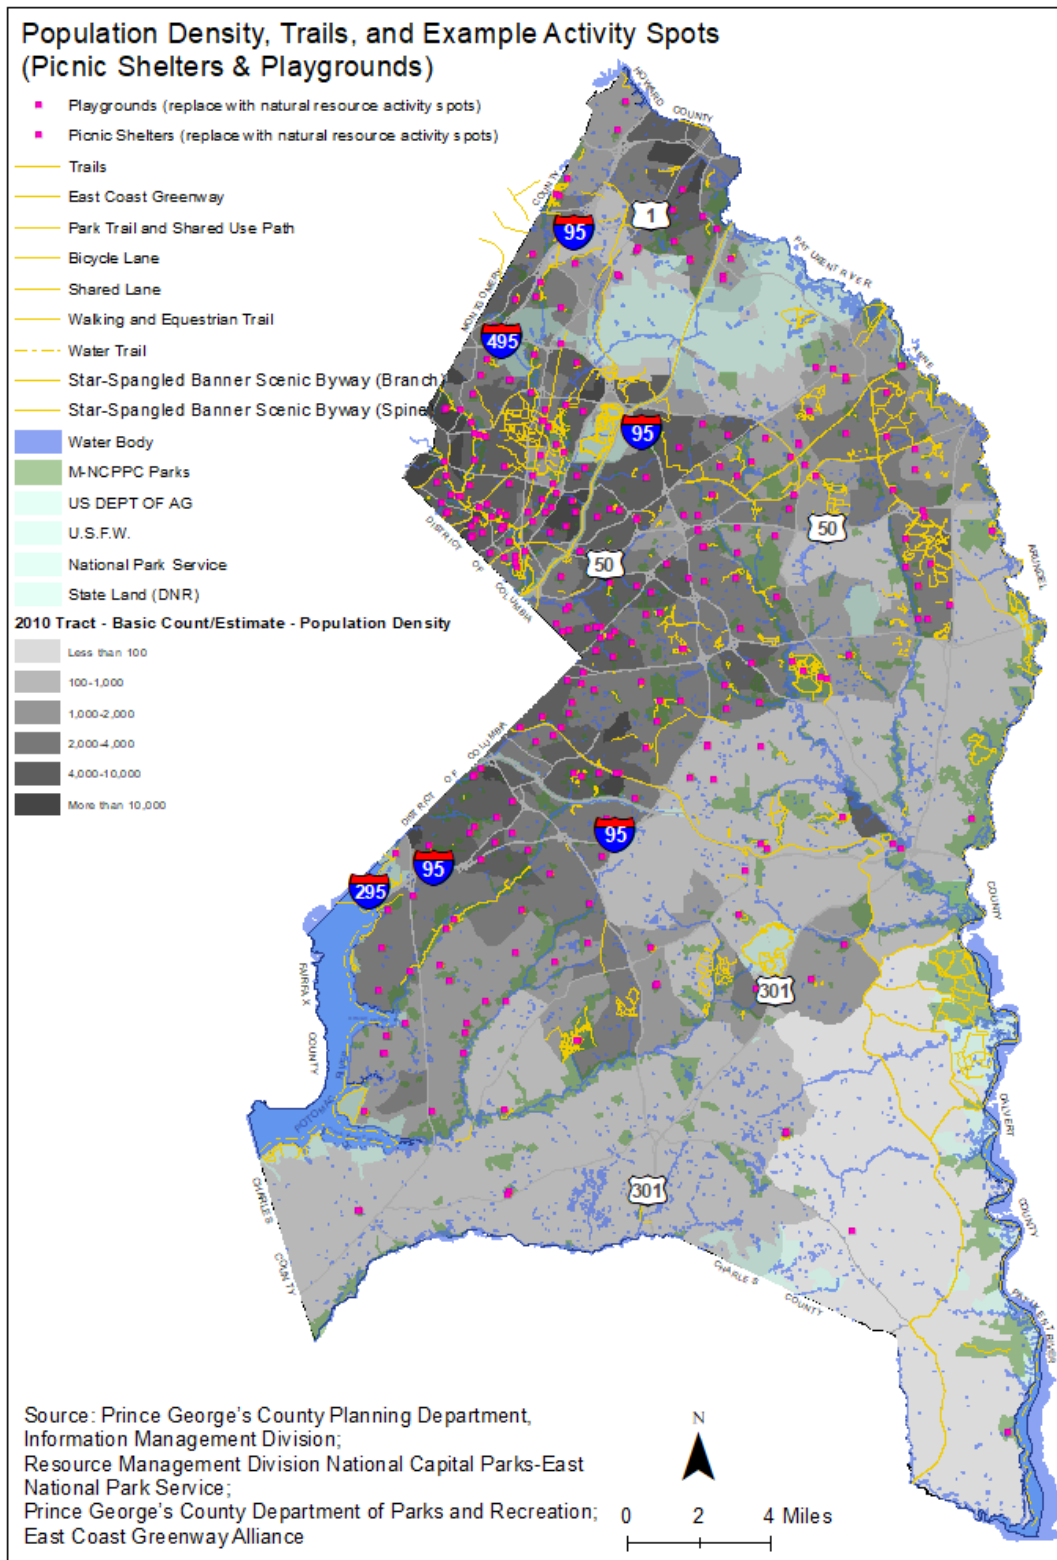 Population Density, Trails, and Example Activity Spots
(Picnic Shelters & Playgrounds)
Playgrounds (replace with natural resource activity spots)
Picnic Shelters (replace with natural resource activity spots)
Trails
East Coast Greenway
Park Trail and Shared Use Path
Bicycle Lane
Shared Lane
Walking and Equestrian Trail
Water Trail
Star-Spangled Banner Scenic Byway (Branch)
Star-Spangled Banner Scenic Byway (Spine
Water Body
M-NCPPC Parks
US DEPT OF AG
U.S.F.W.
National Park Service
State Land (DNR)
2010 Tract - Basic Count/Estimate - Population Density
Less than 100
100-1,000
1,000-2,000
2,000-4,000
4,000-10,000
More than 10,000
HOWARD COUNTY
MONTGOMERY COUNTY
PATUXENT RIVER
ANNE ARUNDEL COUNTY
DISTRICT OF COLUMBIA
DISTRICT OF COLUMBIA
FAIRFAX COUNTY
POTOMAC RIVER
CHARLES COUNTY
CHARLES COUNTY
CALVERT COUNTY
PATUXENT RIVER
95
1
495
95
50
50
95
95
295
301
301
Source: Prince George's County Planning Department,
Information Management Division;
Resource Management Division National Capital Parks-East
National Park Service;
Prince George's County Department of Parks and Recreation;
East Coast Greenway Alliance
N
0 2 4 Miles